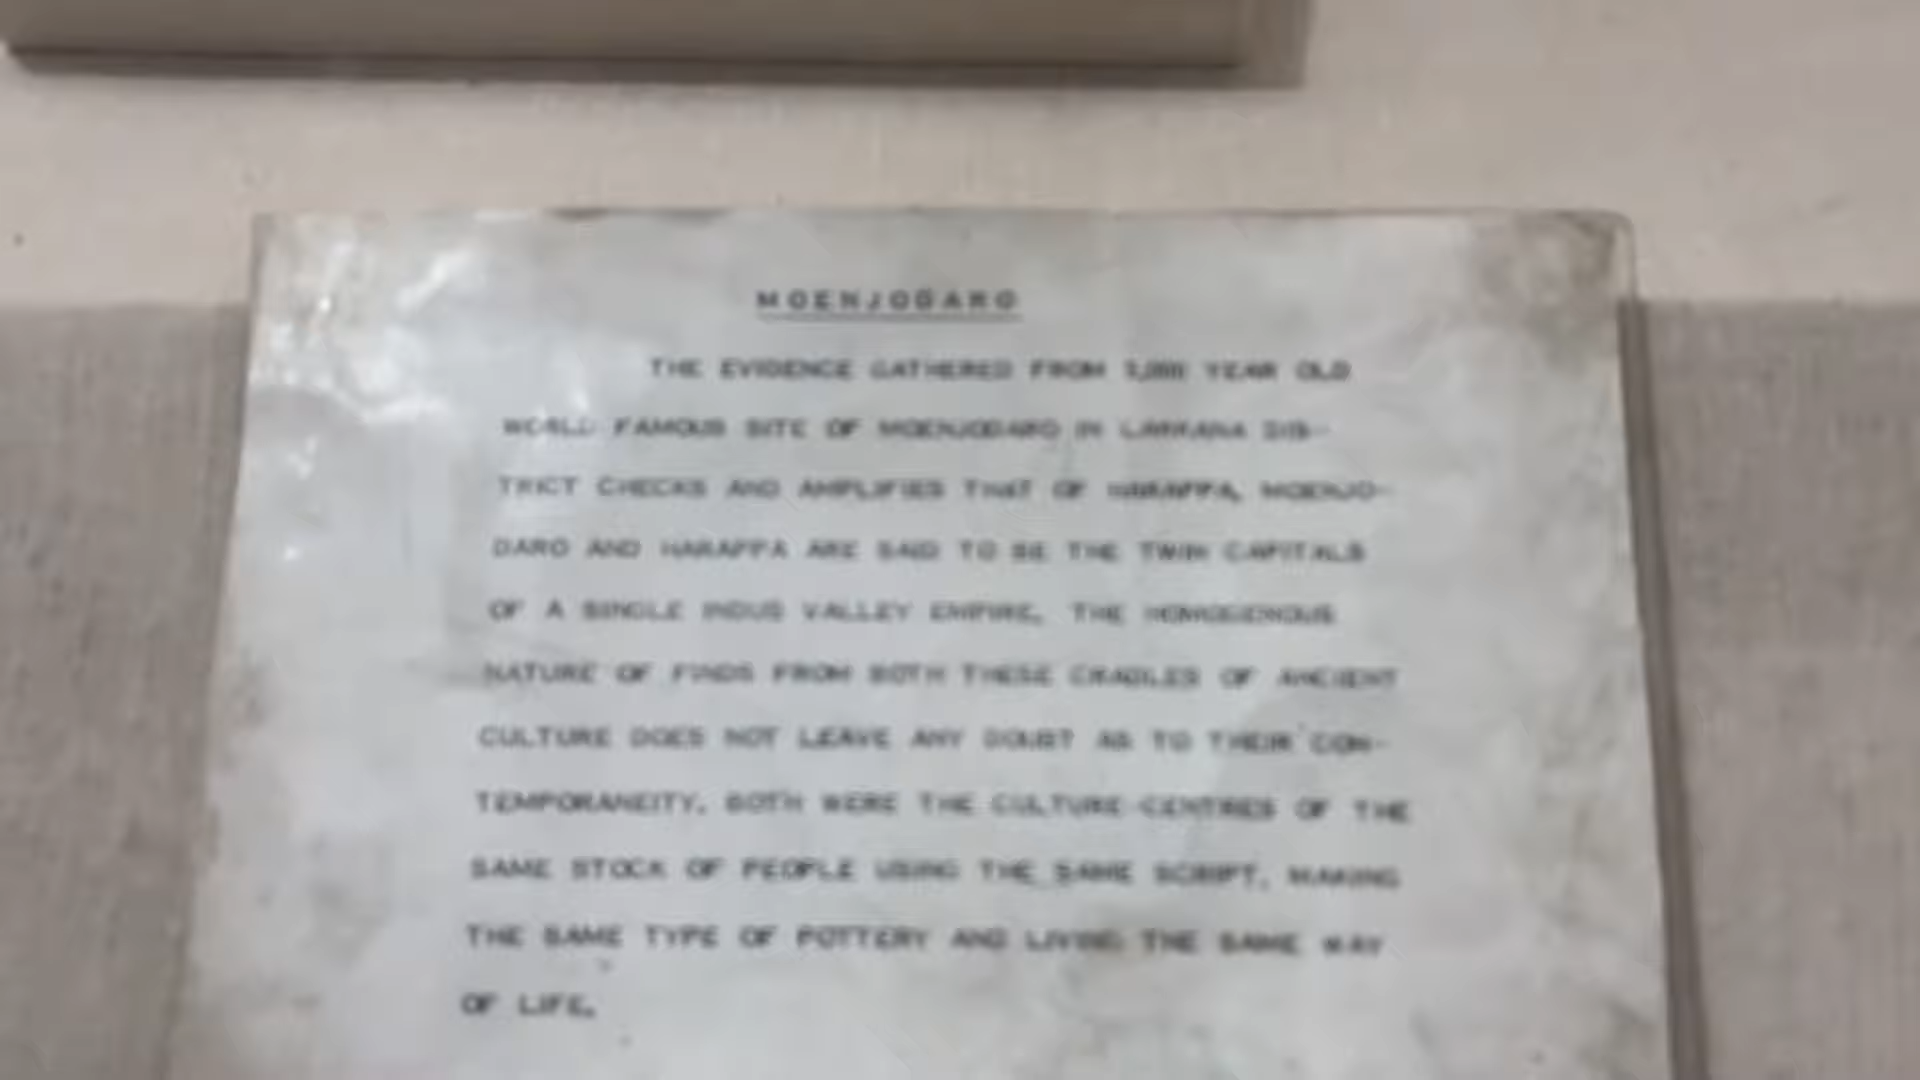 MOENJODARO
THE EVIDENCE GATHERED FROM YEAR OLD
WORLD FAMOUS SITE OF MOENJODARO IN LARKANA DIS-
TRICT CHECKS AND AMPLIFIES THAT OF HARAPPA, MOENJO-
DARO AND HARAPPA ARE SAID TO BE THE TWIN CAPITALS
OF A SINGLE INDUS VALLEY EMPIRE. THE HOMOGENOUS
NATURE OF FINDS FROM BOTH THESE CRADLES OF ANCIENT
CULTURE DOES NOT LEAVE ANY DOUBT AS TO THEIR CON-
TEMPORANEITY. BOTH WERE THE CULTURE CENTRES OF THE
SAME STOCK OF PEOPLE USING THE SAME SCRIPT, MAKING
THE SAME TYPE OF POTTERY AND LIVING THE SAME WAY
OF LIFE.